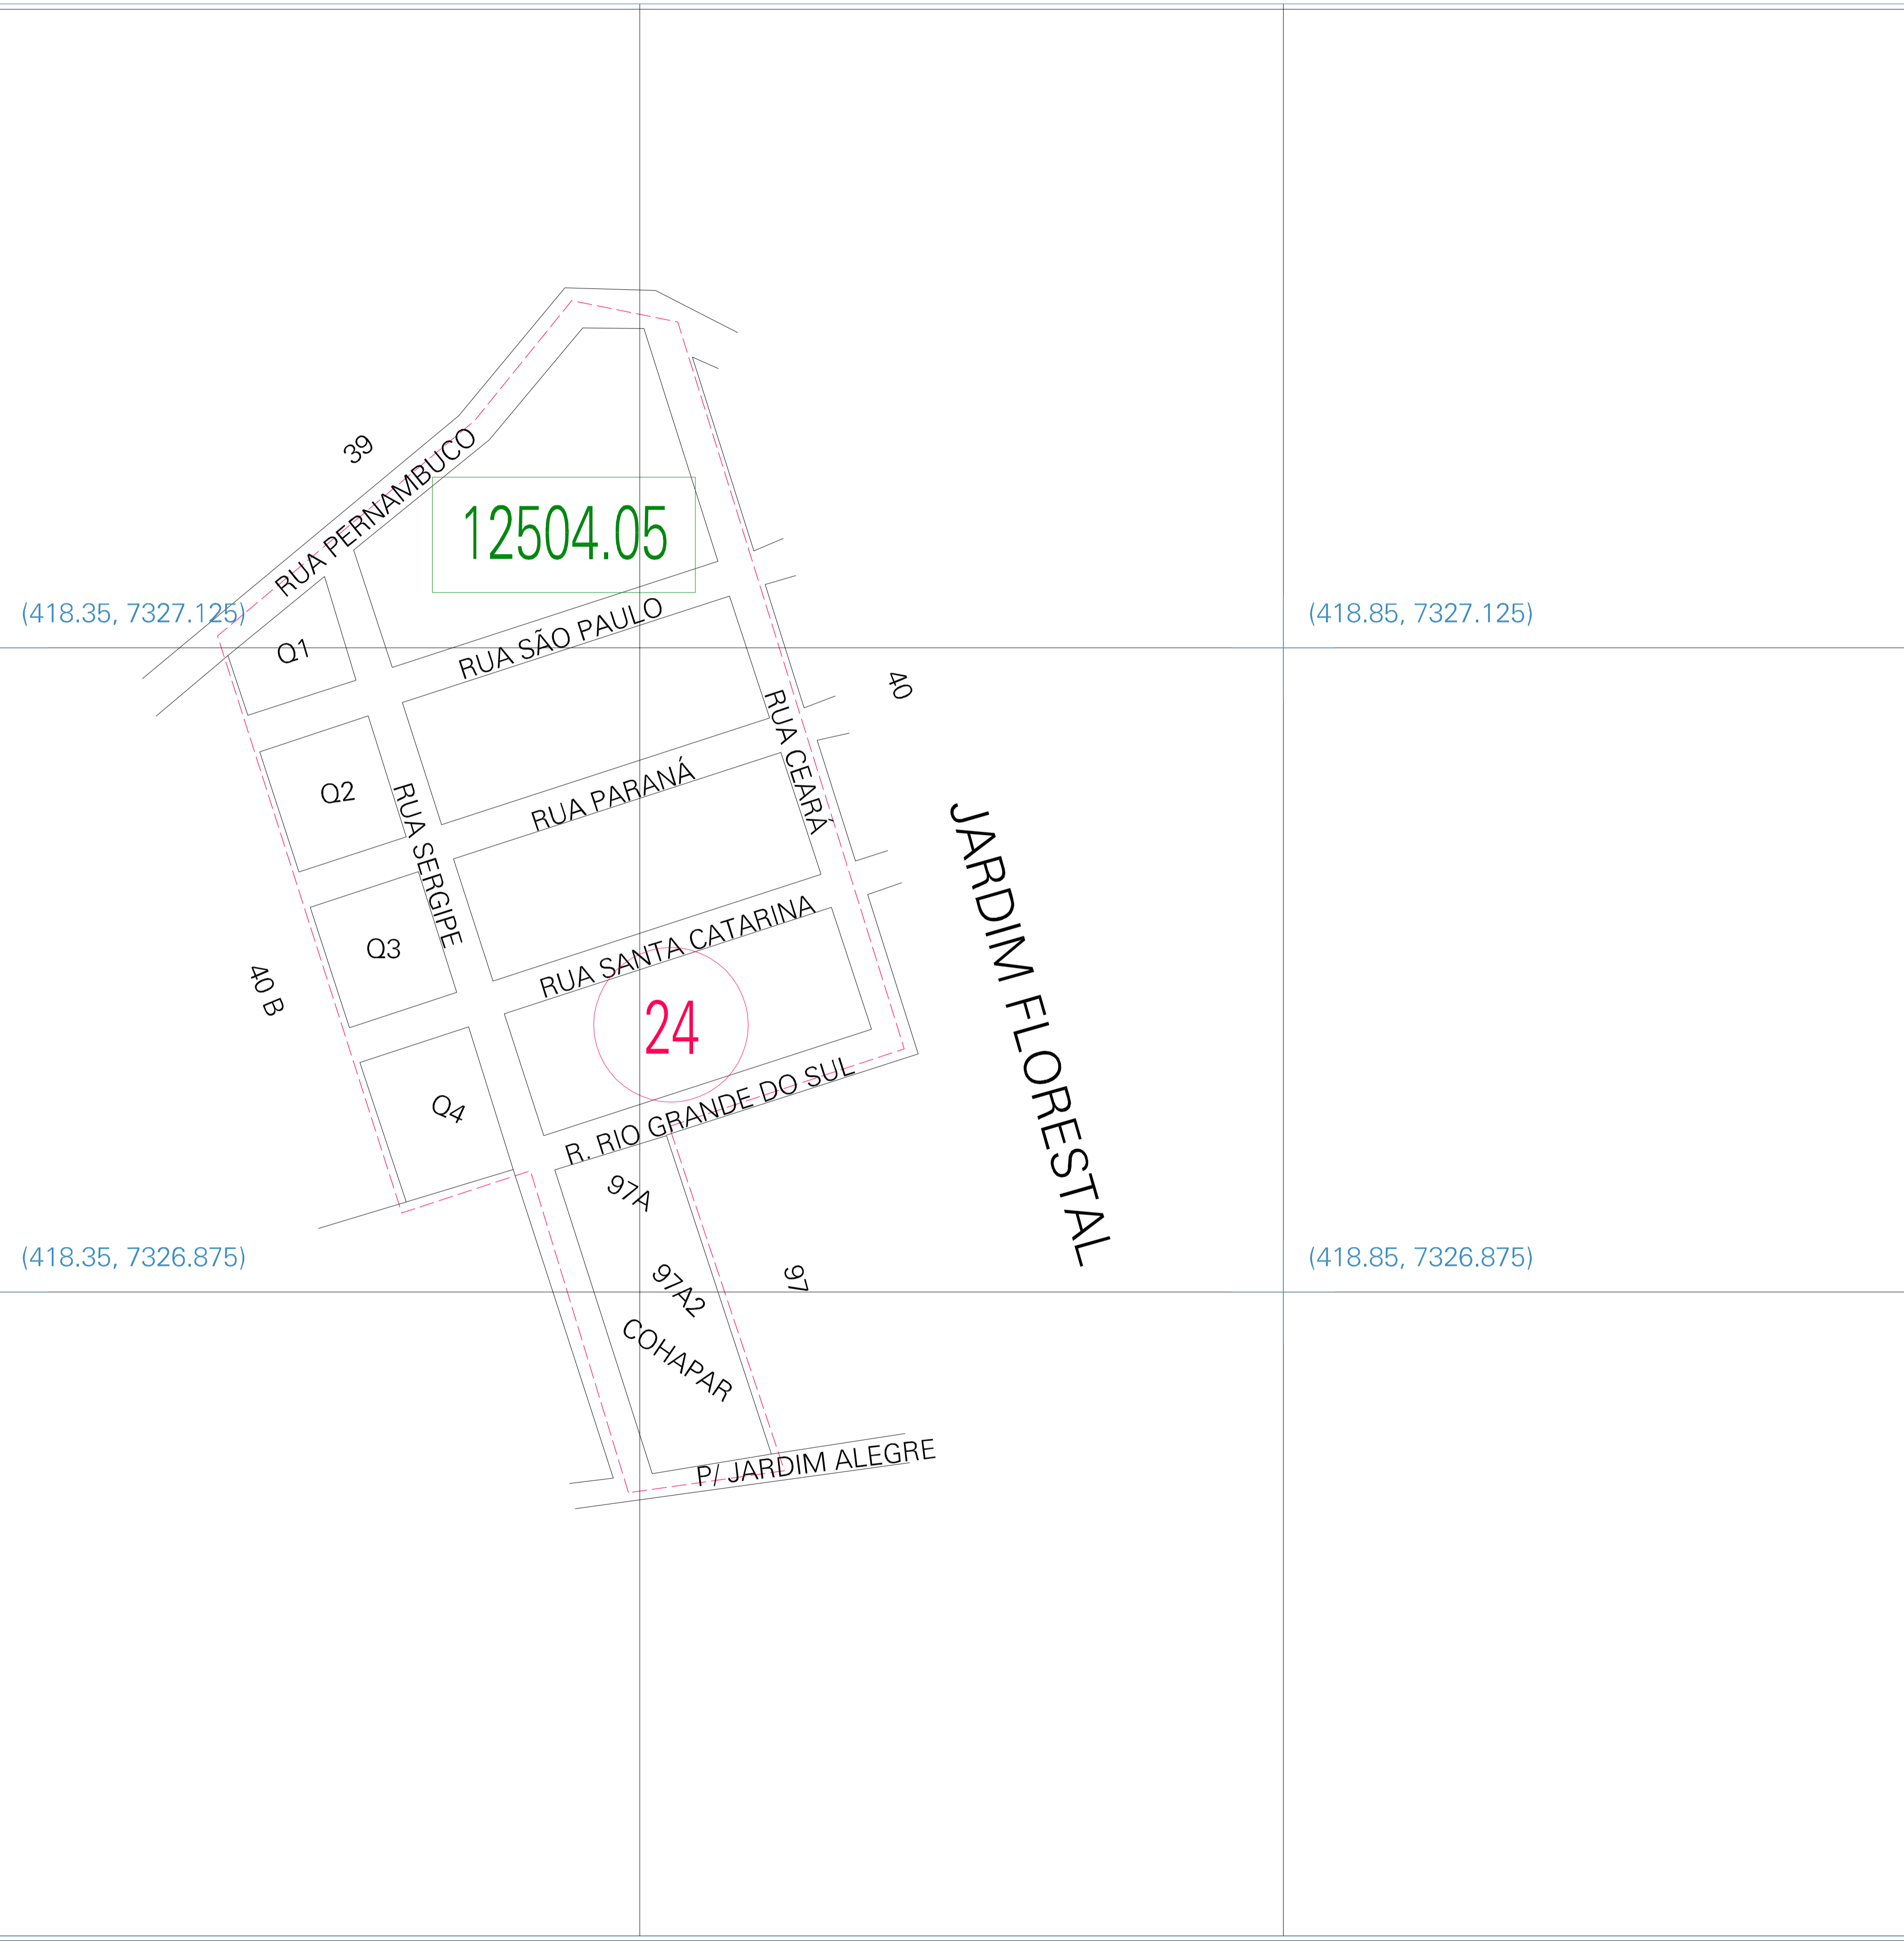 39
RUA PERNAMBUCO
12504.05
(418.35, 7327.125)
(418.85, 7327.125)
Q1
RUA SÃO PAULO
40
RUA CEARÁ
Q2
RUA PARANÁ
RUA SERGIPE
JARDIM FLORESTAL
Q3
RUA SANTA CATARINA
40 B
24
Q4
R. RIO GRANDE DO SUL
97A
(418.35, 7326.875)
(418.85, 7326.875)
97A2
97
COHAPAR
P/ JARDIM ALEGRE